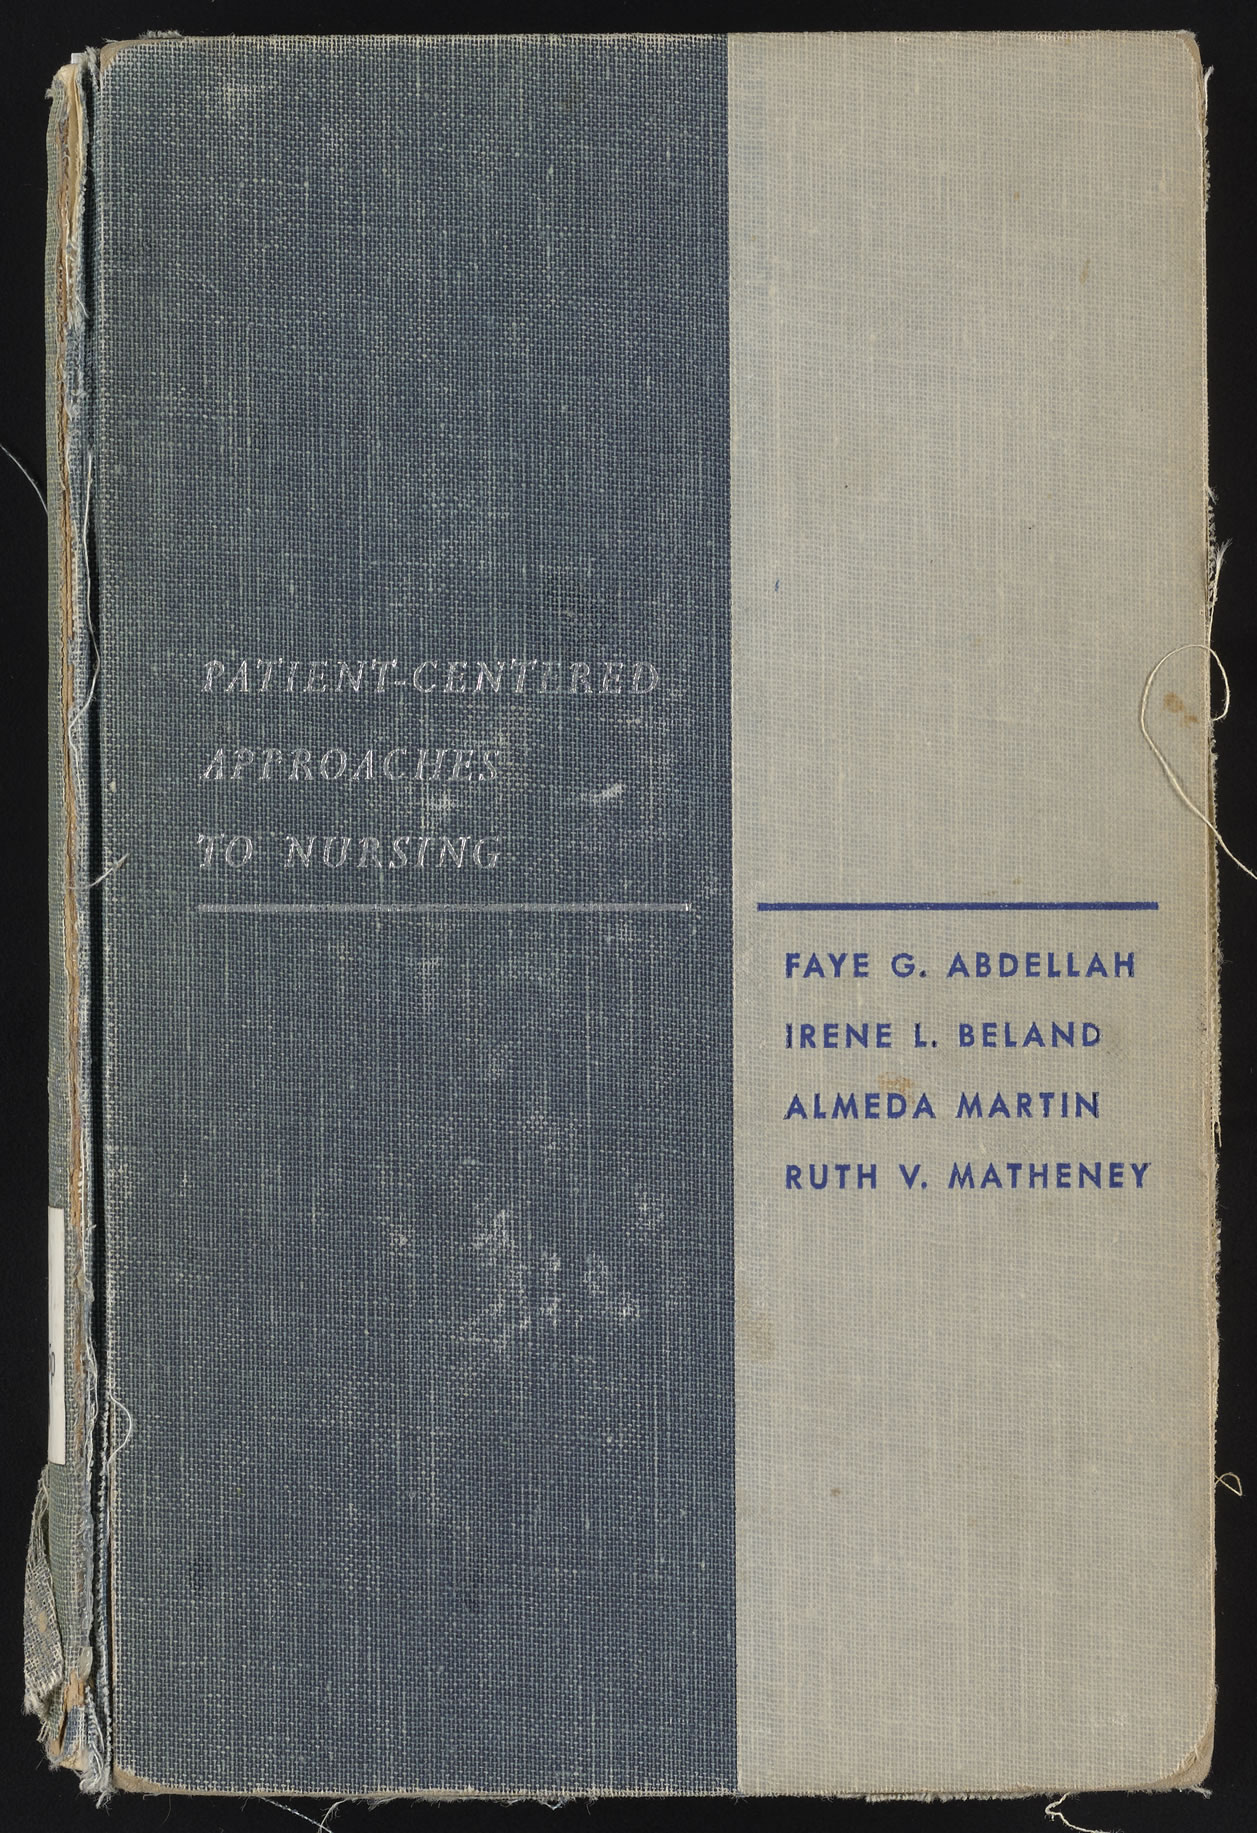 PATIENT-CENTERED
APPROACHES
TO NURSING
FAYE G. ABDELLAH
IRENE L. BELAND
ALMEDA MARTIN
RUTH V. MATHENEY